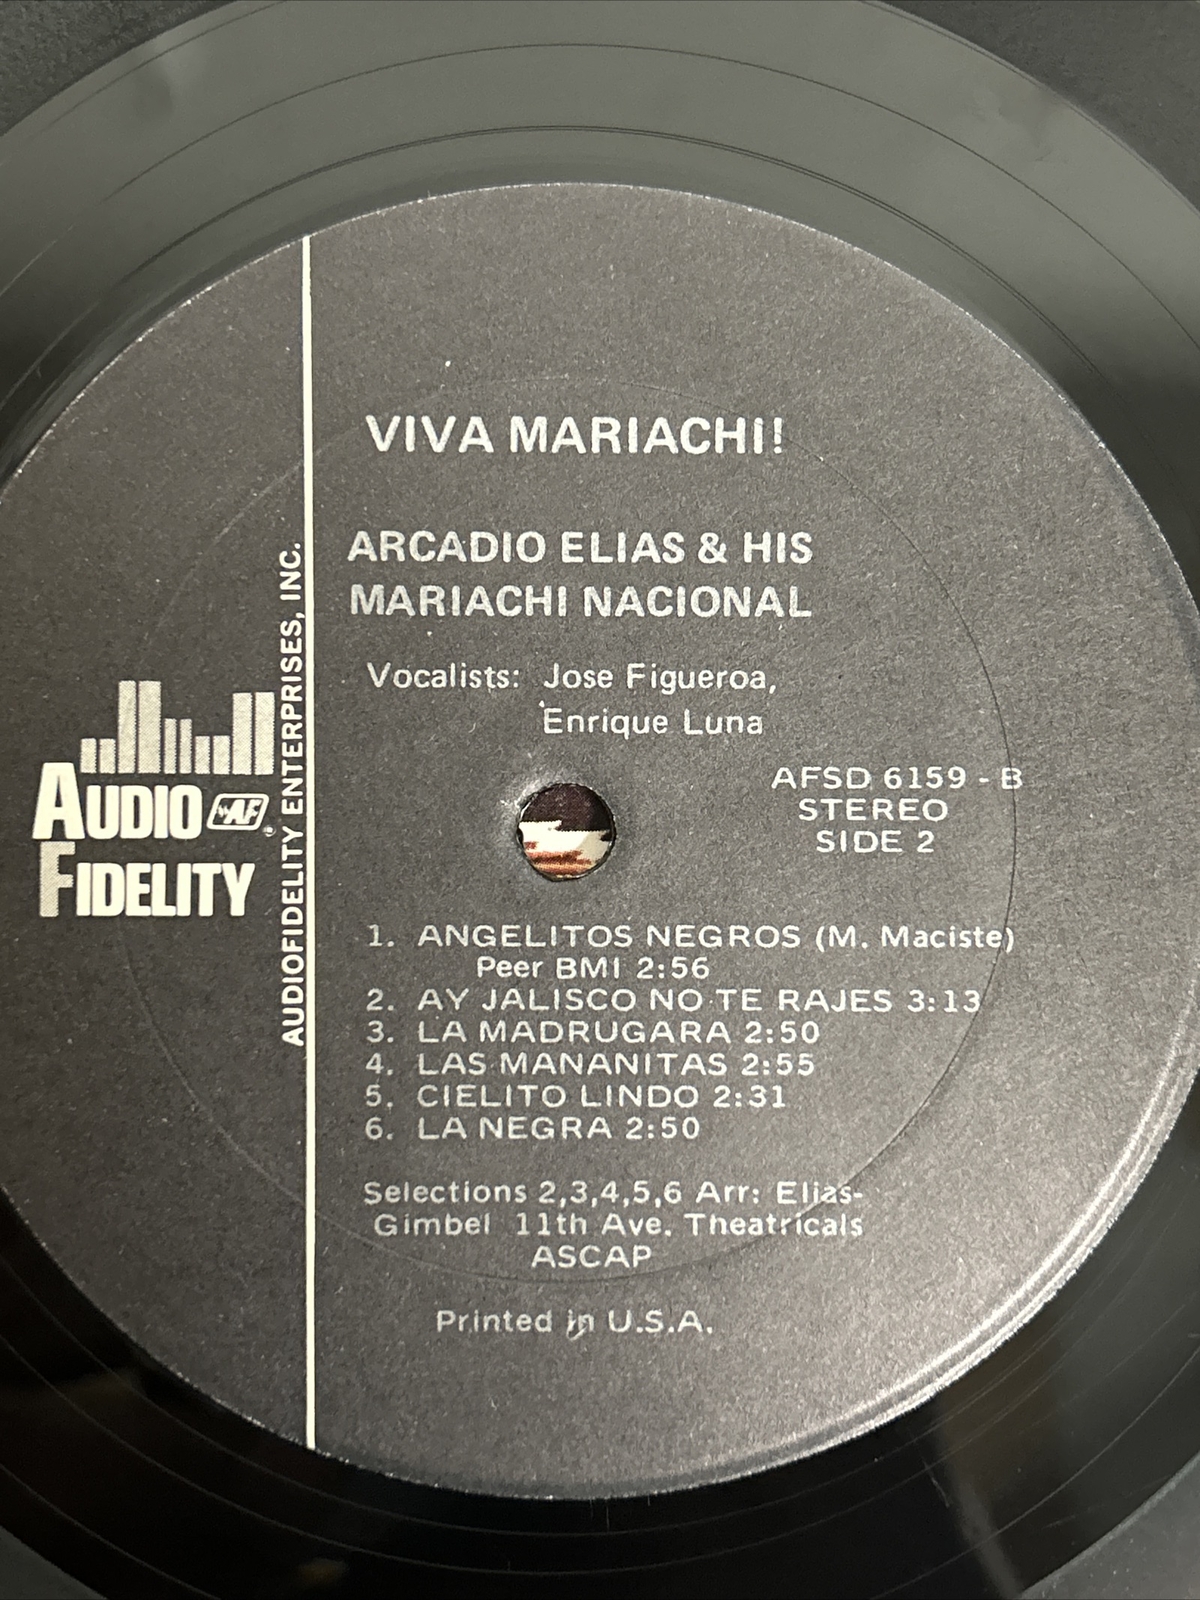 VIVA MARIACHI!
ARCADIO ELIAS & HIS
MARIACHI NACIONAL
Vocalists: Jose Figueroa,
Enrique Luna
AUDIOFIDELITY ENTERPRISES, INC.
AUDIO AF ®
FIDELITY
AFSD 6159 - B
STEREO
SIDE 2
1. ANGELITOS NEGROS (M. Maciste)
Peer BMI 2:56
2. AY JALISCO NO TE RAJES 3:13
3. LA MADRUGARA 2:50
4. LAS MANANITAS 2:55
5. CIELITO LINDO 2:31
6. LA NEGRA 2:50
Selections 2,3,4,5,6 Arr: Elias-
Gimbel 11th Ave. Theatricals
ASCAP
Printed in U.S.A.